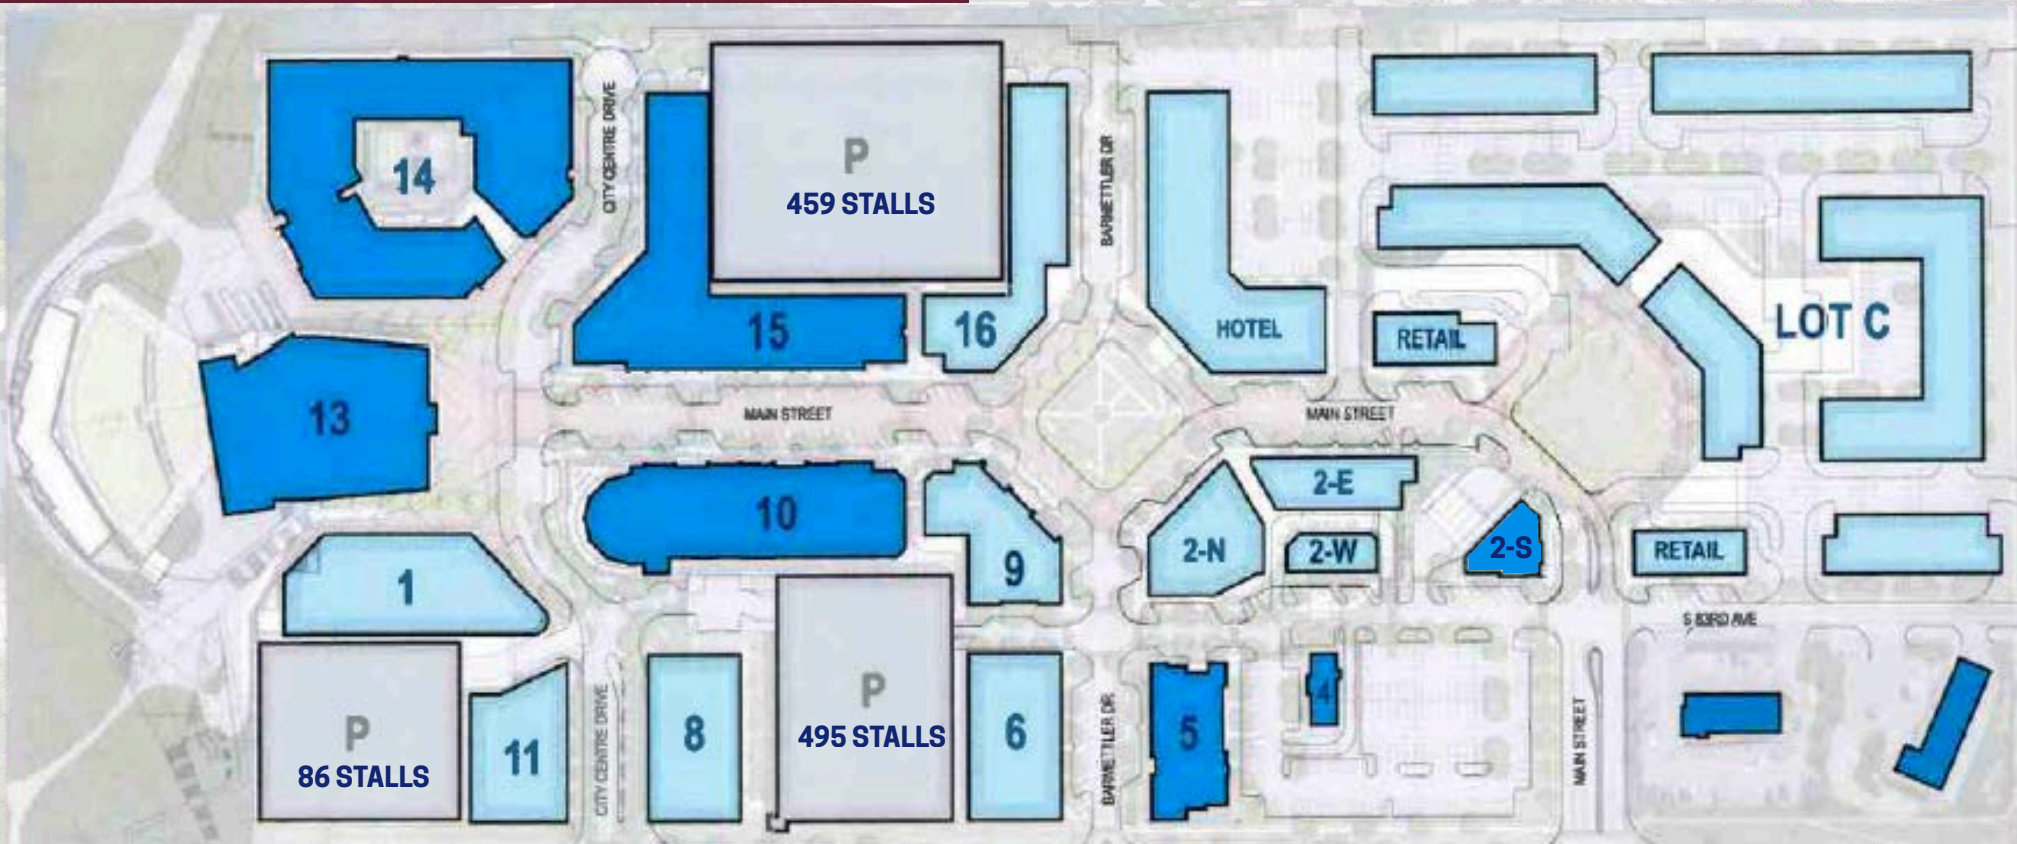 14
CITY CENTRE DRIVE
P
459 STALLS
BARMETTLER DR
15
16
HOTEL
RETAIL
LOT C
13
MAIN STREET
MAIN STREET
10
9
2-N
2-E
2-W
2-S
RETAIL
1
S 83RD AVE
P
86 STALLS
11
CITY CENTRE DRIVE
8
P
495 STALLS
6
BARMETTLER DR
5
4
MAIN STREET